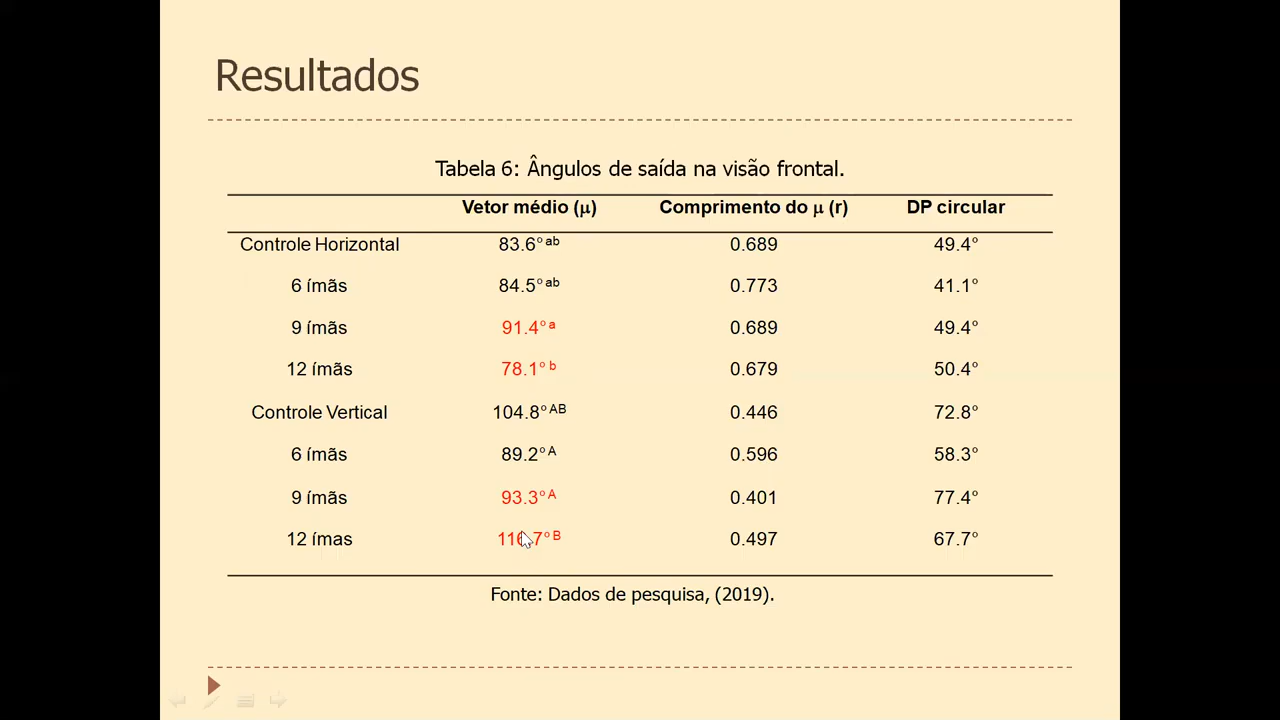 Resultados
Tabela 6: Ângulos de saída na visão frontal.
Vetor médio (μ) Comprimento do μ (r) DP circular
Controle Horizontal 83.6° ab 0.689 49.4°
6 ímãs 84.5° ab 0.773 41.1°
9 ímãs 91.4° a 0.689 49.4°
12 ímãs 78.1° b 0.679 50.4°
Controle Vertical 104.8° AB 0.446 72.8°
6 ímãs 89.2° A 0.596 58.3°
9 ímãs 93.3° A 0.401 77.4°
12 ímas B 0.497 67.7°
Fonte: Dados de pesquisa, (2019).